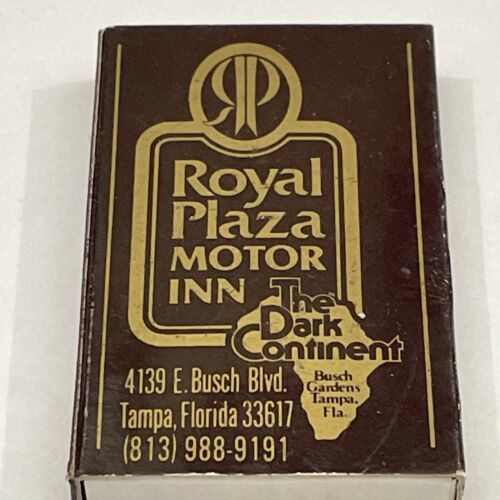 RP
Royal
Plaza
MOTOR
INN
The
Dark
Continent
Busch
Gardens
Tampa,
Fla.
4139 E. Busch Blvd.
Tampa, Florida 33617
(813) 988-9191